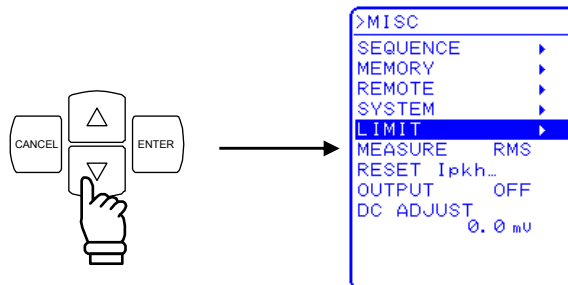 CANCEL
ENTER
>MISC
SEQUENCE
MEMORY
REMOTE
SYSTEM
LIMIT
MEASURE RMS
RESET Ipkh…
OUTPUT OFF
DC ADJUST
0.0 mV